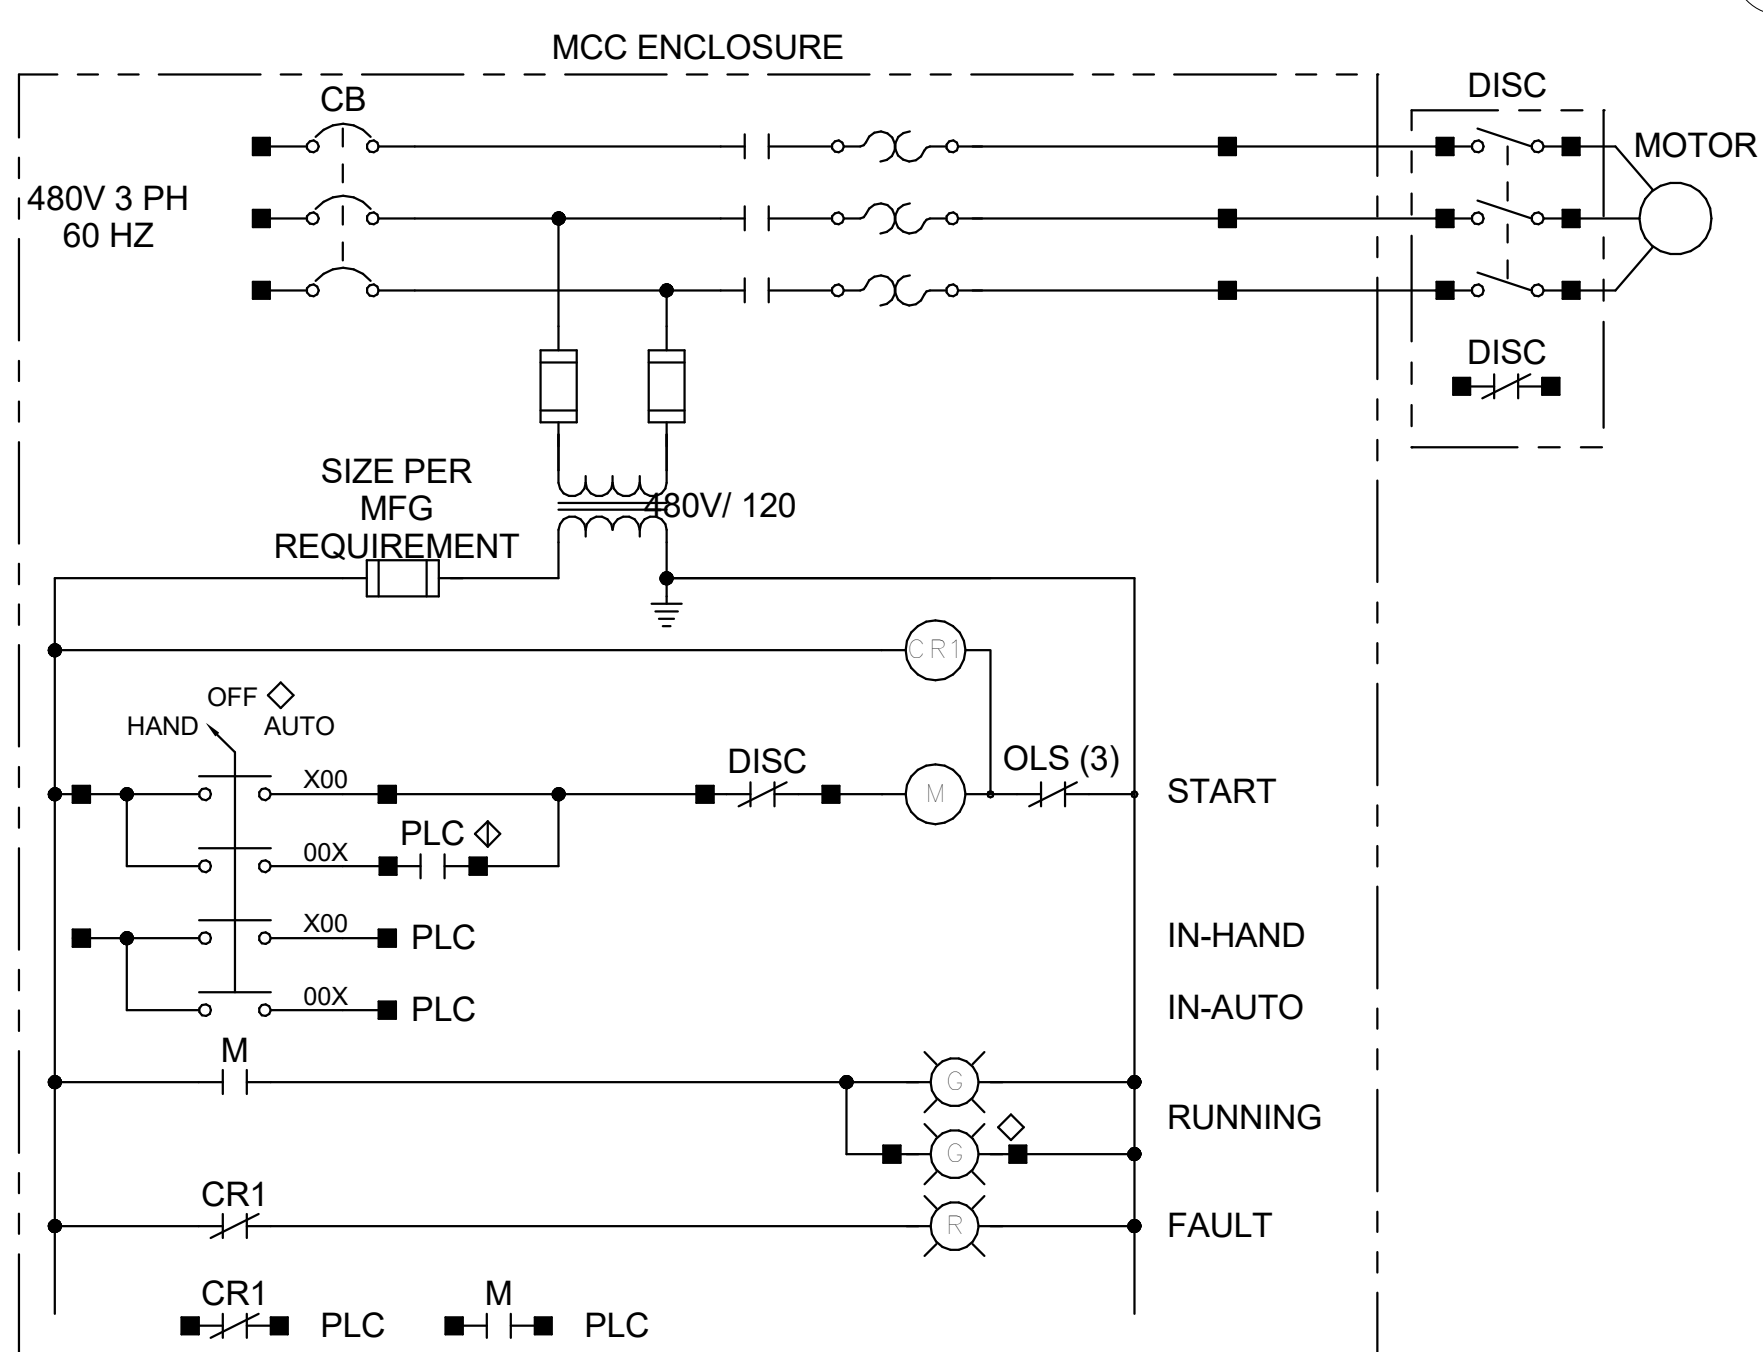 MCC ENCLOSURE
CB
DISC
MOTOR
480V 3 PH
60 HZ
DISC
SIZE PER
MFG
REQUIREMENT
480V/ 120
CR1
OFF
HAND
AUTO
X00
DISC
M
OLS (3)
START
00X
PLC
X00
PLC
IN-HAND
00X
PLC
IN-AUTO
M
G
RUNNING
G
CR1
R
FAULT
CR1
PLC
M
PLC